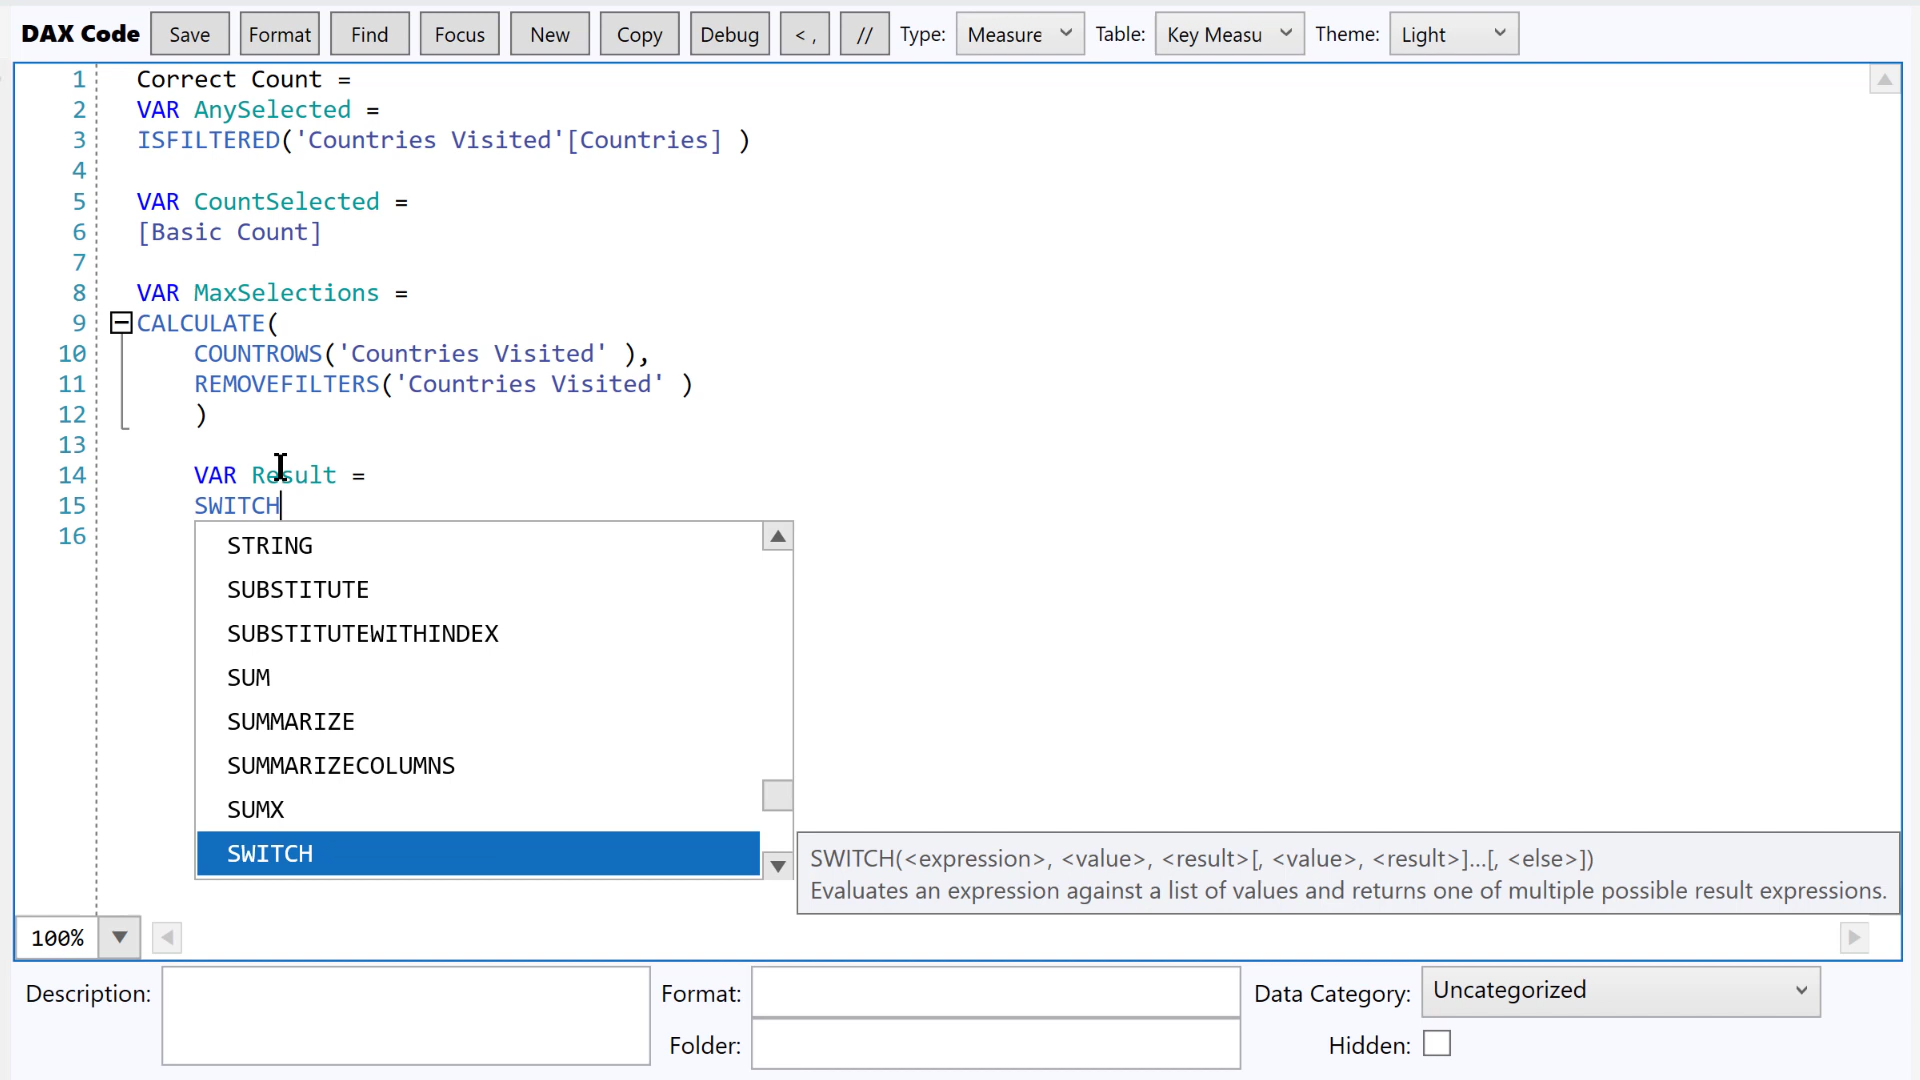 DAX Code Save Format Find Focus New Copy Debug < , // Type: Measure Table: Key Measu Theme: Light
1 Correct Count =
2 VAR AnySelected =
3 ISFILTERED('Countries Visited'[Countries] )
4
5 VAR CountSelected =
6 [Basic Count]
7
8 VAR MaxSelections =
9 CALCULATE(
10 COUNTROWS('Countries Visited' ),
11 REMOVEFILTERS('Countries Visited' )
12 )
13
14 VAR Result =
15 SWITCH
16
STRING
SUBSTITUTE
SUBSTITUTEWITHINDEX
SUM
SUMMARIZE
SUMMARIZECOLUMNS
SUMX
SWITCH
SWITCH(<expression>, <value>, <result>[, <value>, <result>]...[, <else>])
Evaluates an expression against a list of values and returns one of multiple possible result expressions.
100%
Description: Format: Data Category: Uncategorized
Folder: Hidden: